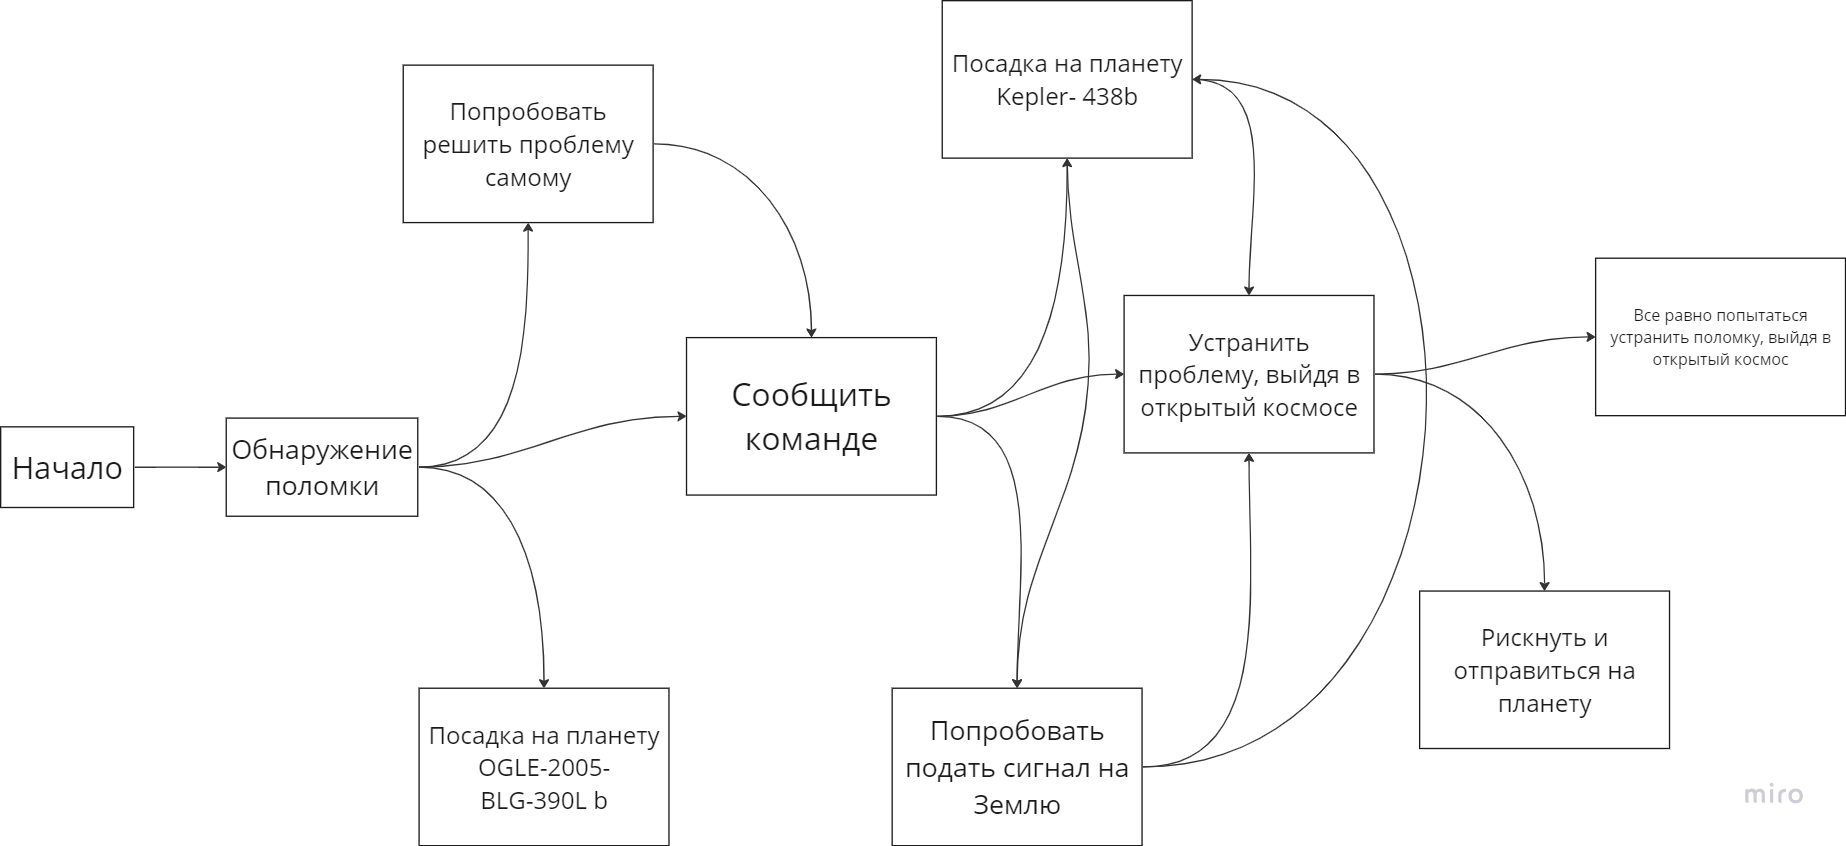 Начало
Обнаружение
поломки
Попробовать
решить проблему
самому
Посадка на планету
OGLE-2005-
BLG-390L b
Сообщить
команде
Посадка на планету
Kepler- 438b
Устранить
проблему, выйдя в
открытый космосе
Попробовать
подать сигнал на
Землю
Все равно попытаться
устранить поломку, выйдя в
открытый космос
Рискнуть и
отправиться на
планету
miro